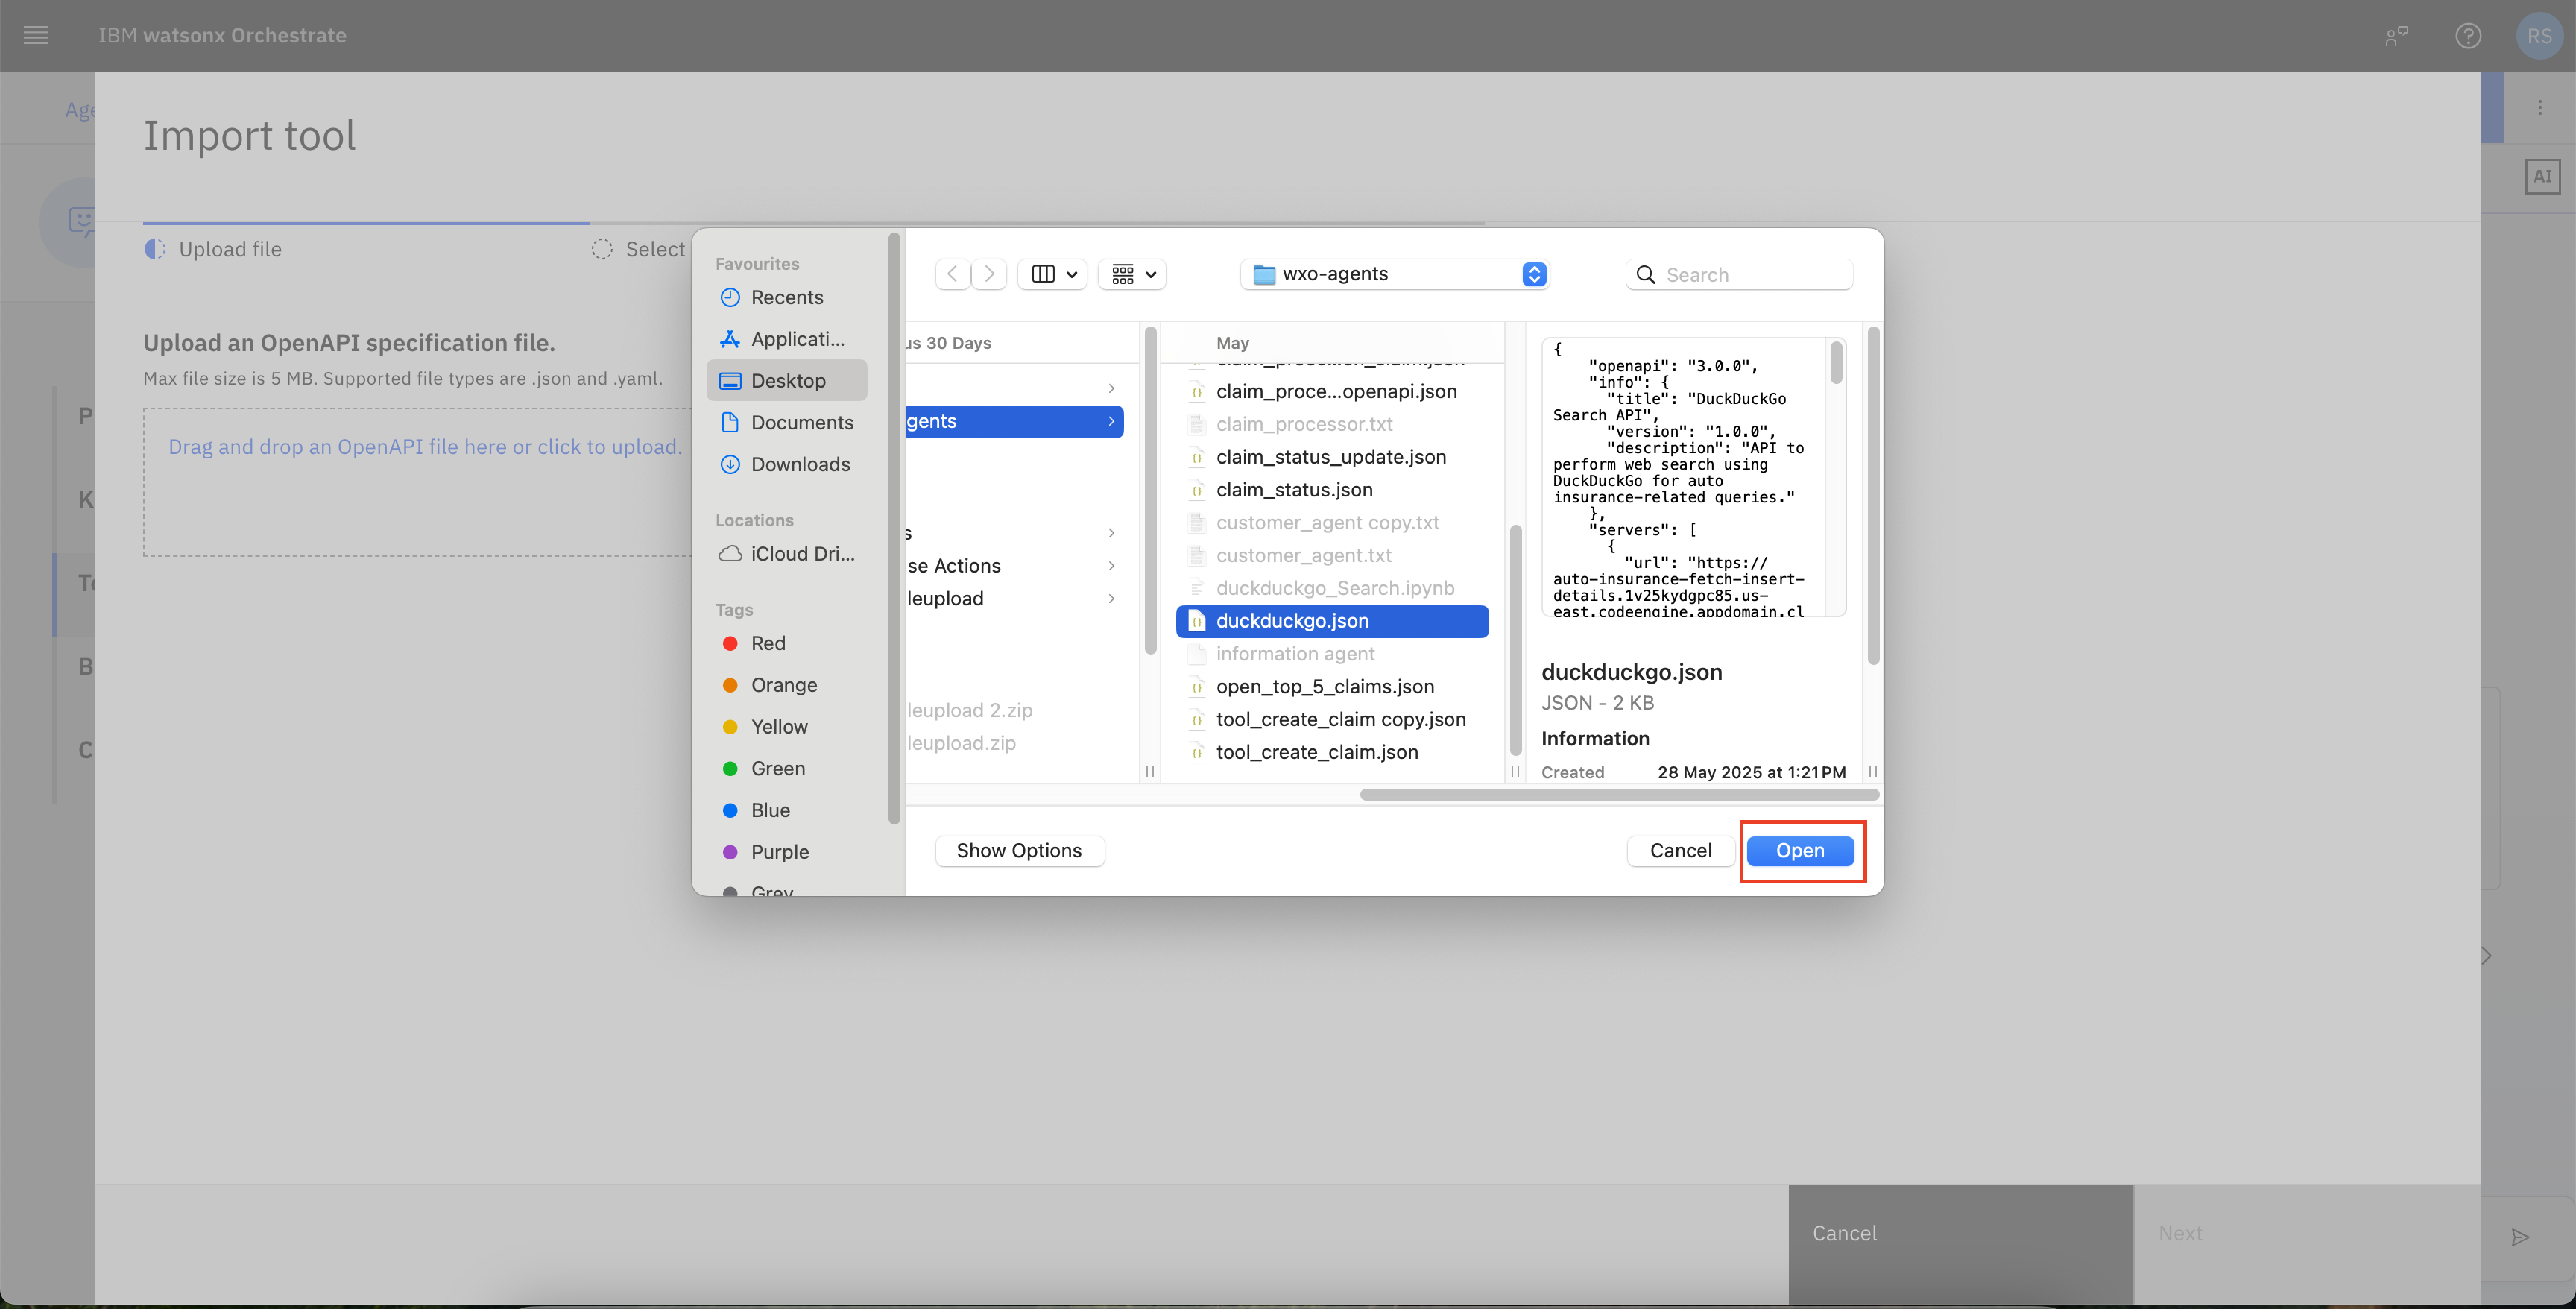 IBM watsonx Orchestrate
RS
Age
Import tool
AI
Upload file
Select
Upload an OpenAPI specification file.
Max file size is 5 MB. Supported file types are .json and .yaml.
Drag and drop an OpenAPI file here or click to upload.
P
K
To
B
C
Favourites
Recents
Applicati...
Desktop
Documents
Downloads
Locations
iCloud Dri...
Tags
Red
Orange
Yellow
Green
Blue
Purple
Grey
wxo-agents
Search
us 30 Days
gents
s
se Actions
leupload
leupload 2.zip
leupload.zip
May
claim_proce...openapi.json
claim_processor.txt
claim_status_update.json
claim_status.json
customer_agent copy.txt
customer_agent.txt
duckduckgo_Search.ipynb
duckduckgo.json
information agent
open_top_5_claims.json
tool_create_claim copy.json
tool_create_claim.json
{
"openapi": "3.0.0",
"info": {
"title": "DuckDuckGo
Search API",
"version": "1.0.0",
"description": "API to
perform web search using
DuckDuckGo for auto
insurance-related queries."
},
"servers": [
{
"url": "https://
auto-insurance-fetch-insert-
details.1v25kydgpc85.us-
east.codeengine.appdomain.cl
duckduckgo.json
JSON - 2 KB
Information
Created 28 May 2025 at 1:21 PM
Show Options
Cancel
Open
Cancel
Next